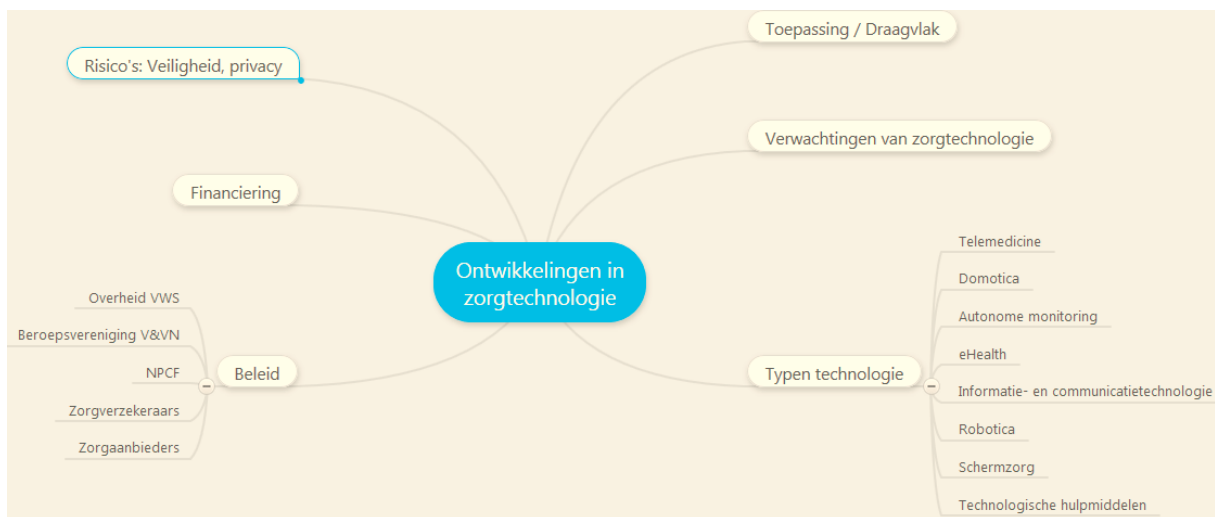 Toepassing / Draagvlak
Risico's: Veiligheid, privacy
Verwachtingen van zorgtechnologie
Financiering
Ontwikkelingen in
zorgtechnologie
Telemedicine
Domotica
Autonome monitoring
eHealth
Informatie- en communicatietechnologie
Robotica
Schermzorg
Technologische hulpmiddelen
Typen technologie
Overheid VWS
Beroepsvereniging V&VN
NPCF
Zorgverzekeraars
Zorgaanbieders
Beleid